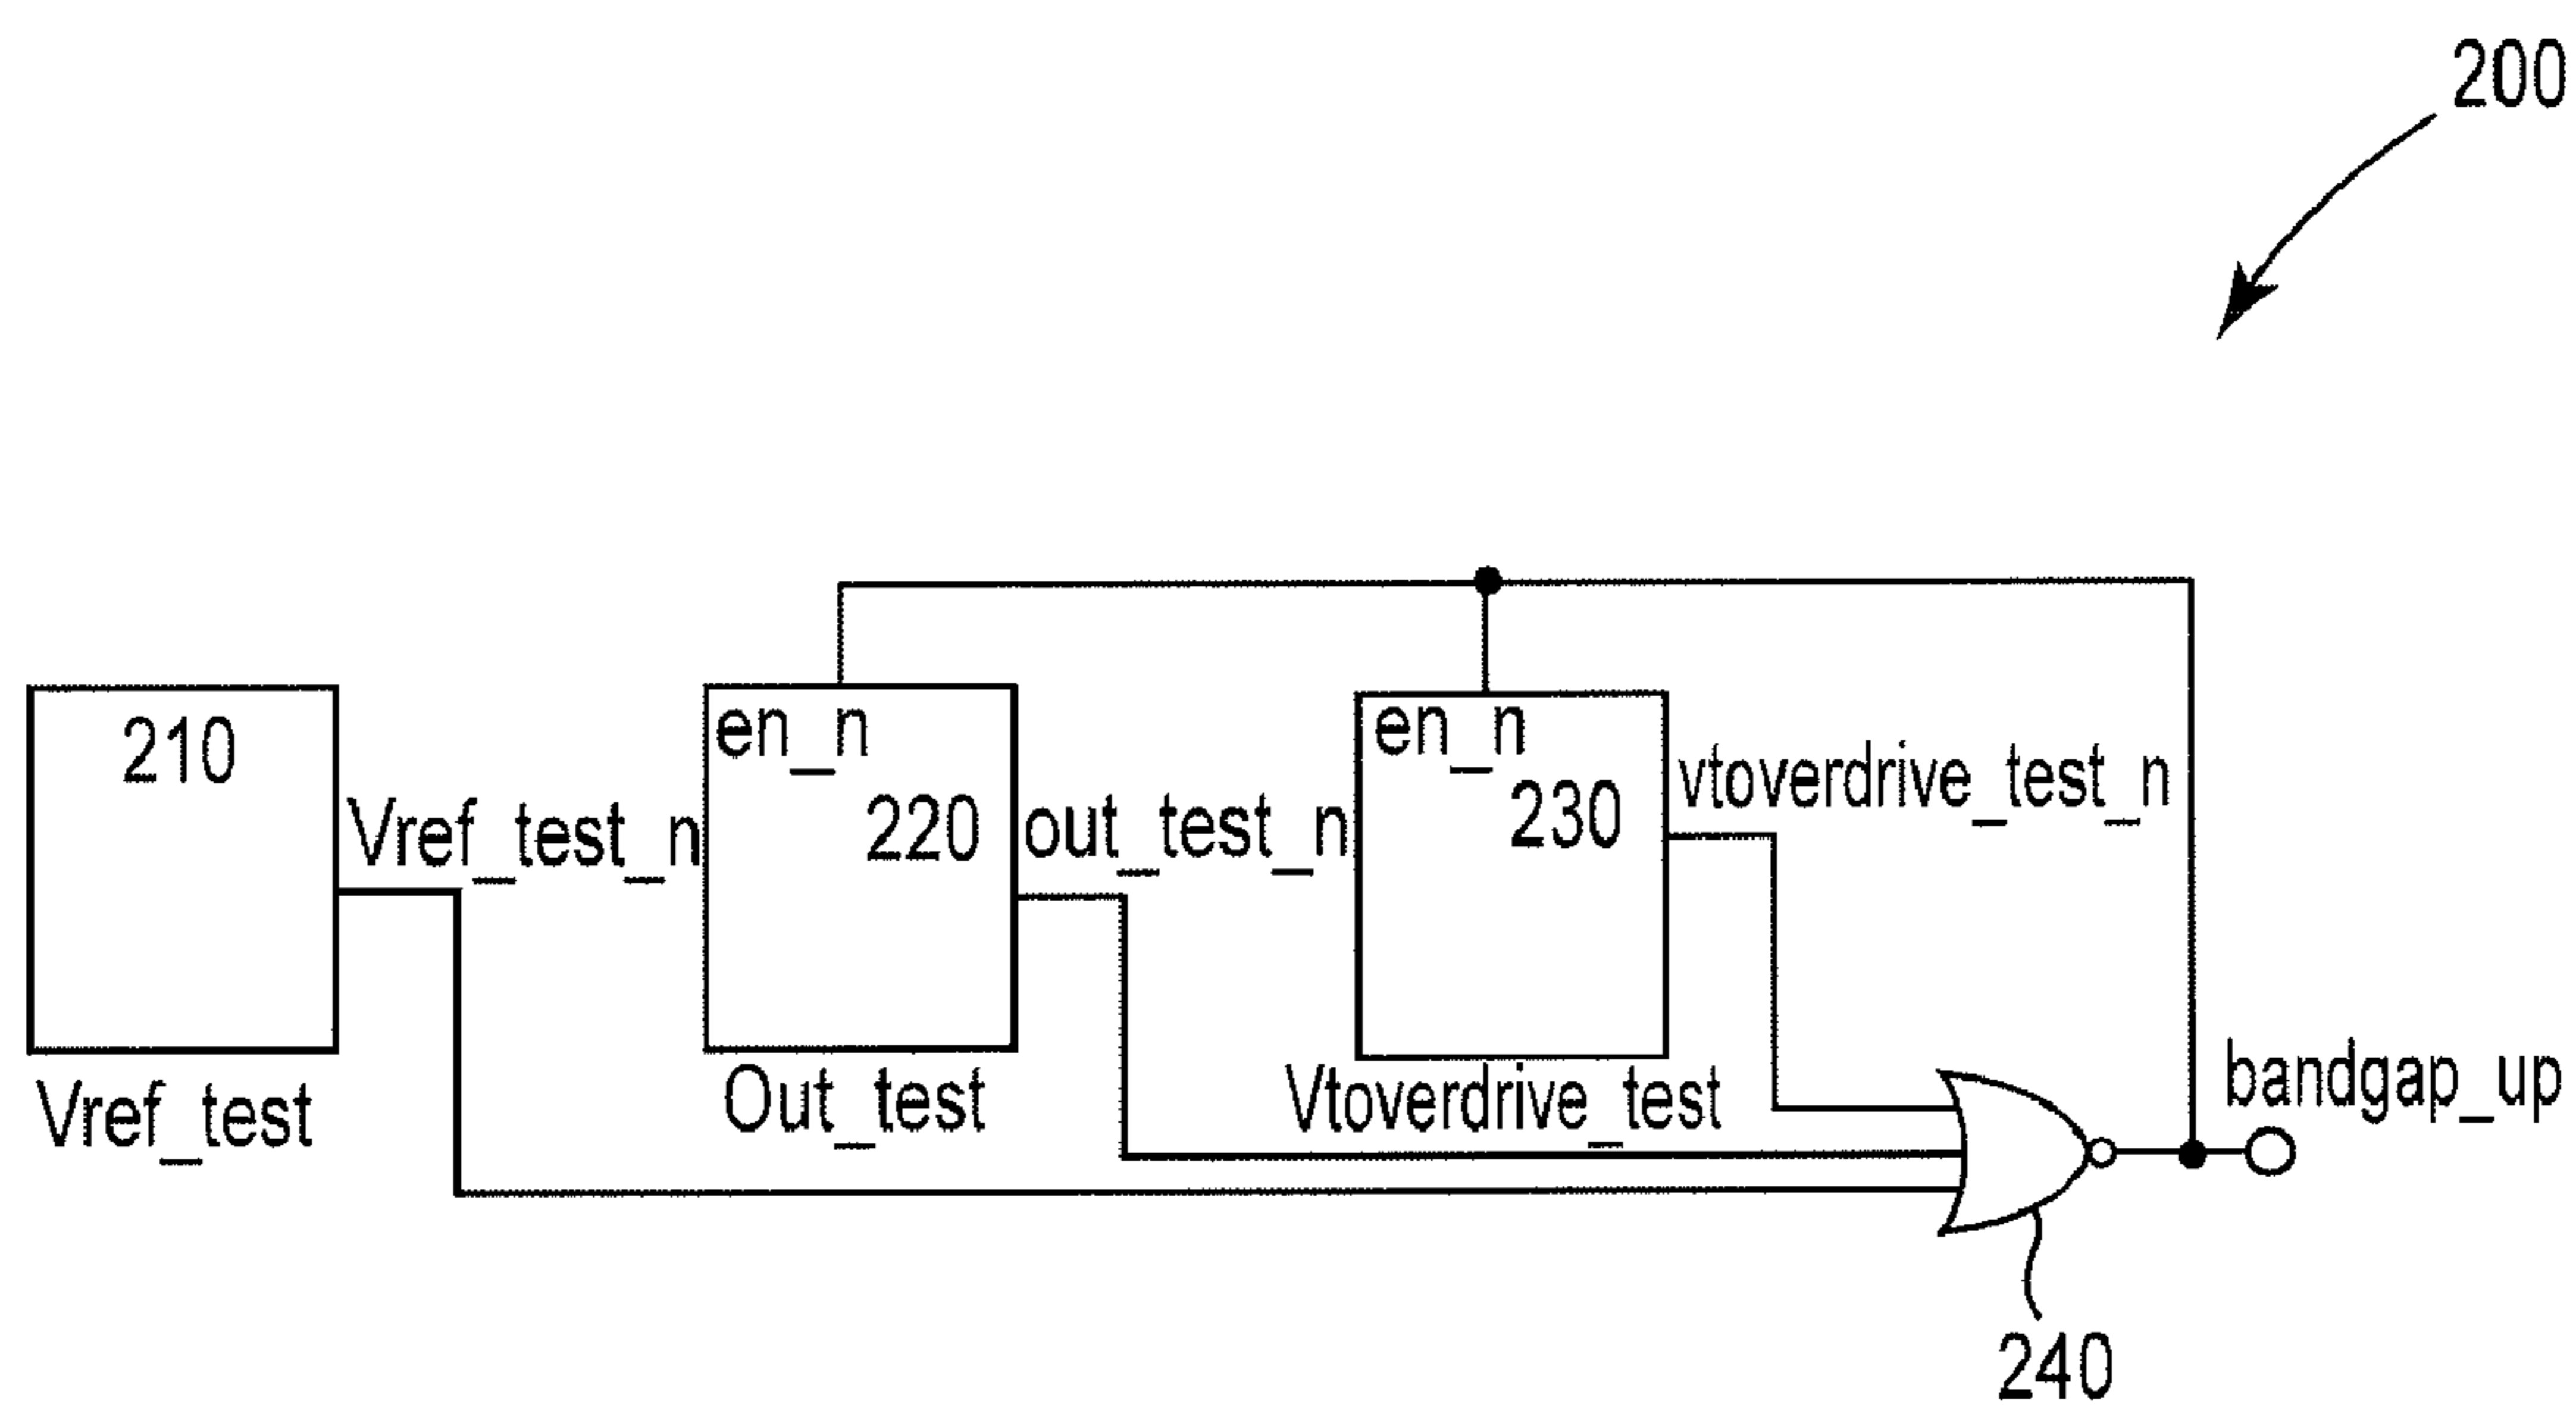 200
en_n
en_n
210
220
230
Vref_test_n
out_test_n
vtoverdrive_test_n
Vref_test
Out_test
Vtoverdrive_test
bandgap_up
240